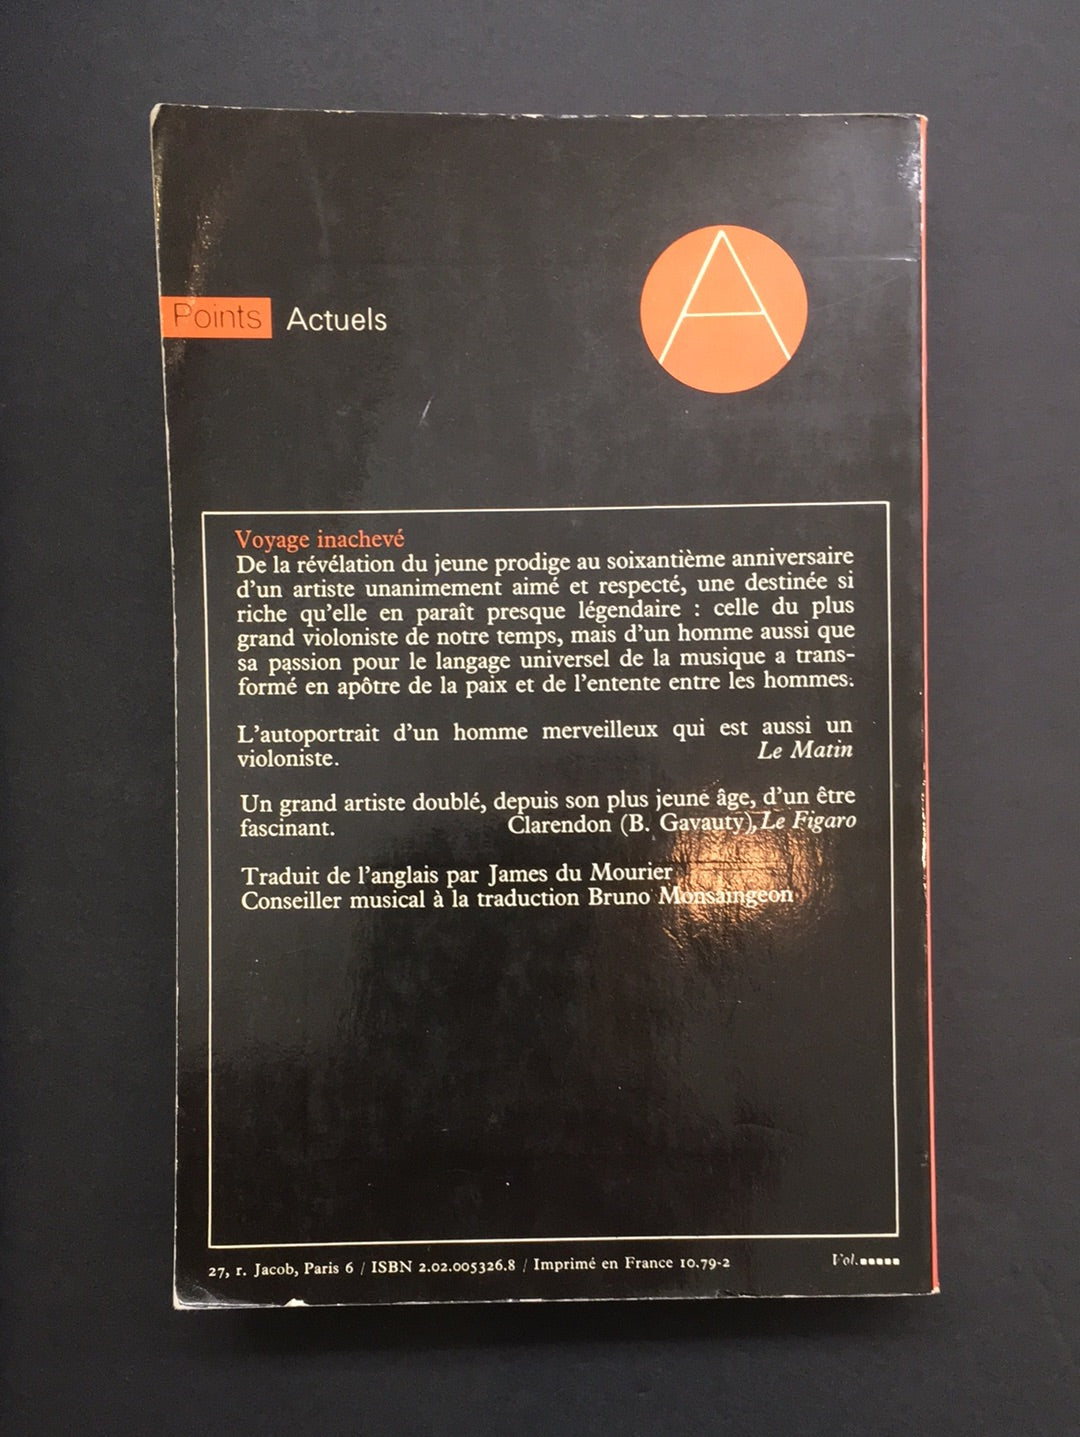 Points Actuels
A
Voyage inachevé
De la révélation du jeune prodige au soixantième anniversaire
d'un artiste unanimement aimé et respecté, une destinée si
riche qu'elle en paraît presque légendaire : celle du plus
grand violoniste de notre temps, mais d'un homme aussi que
sa passion pour le langage universel de la musique a trans-
formé en apôtre de la paix et de l'entente entre les hommes.
L'autoportrait d'un homme merveilleux qui est aussi un
violoniste. Le Matin
Un grand artiste doublé, depuis son plus jeune âge, d'un être
fascinant. Clarendon (B. Gavauty), Le Figaro
Traduit de l'anglais par James du Mourier
Conseiller musical à la traduction Bruno Monsaingeon
27, r. Jacob, Paris 6 / ISBN 2.02.005326.8 / Imprimé en France 10.79-2 Vol.